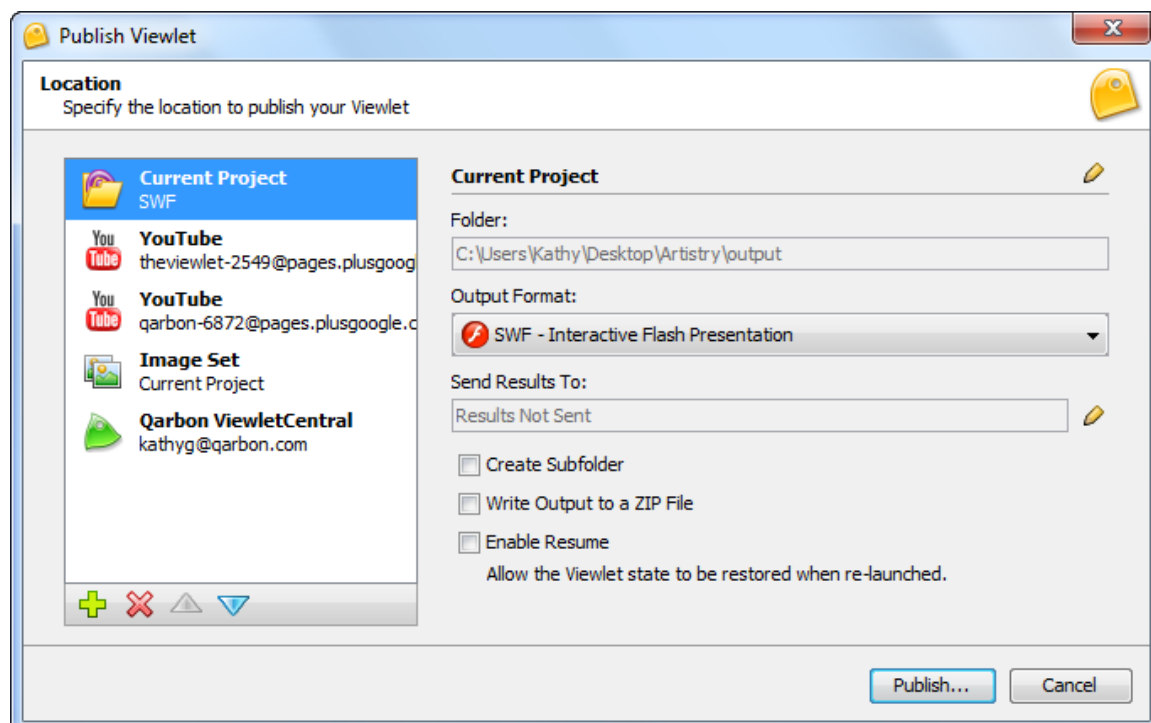 Publish Viewlet
Location
Specify the location to publish your Viewlet
Current Project
SWF
You Tube
YouTube
theviewlet-2549@pages.plusgoog
You Tube
YouTube
qarbon-6872@pages.plusgoogle.c
Image Set
Current Project
Qarbon ViewletCentral
kathyg@qarbon.com
Current Project
Folder:
C:\Users\Kathy\Desktop\Artistry\output
Output Format:
SWF - Interactive Flash Presentation
Send Results To:
Results Not Sent
Create Subfolder
Write Output to a ZIP File
Enable Resume
Allow the Viewlet state to be restored when re-launched.
Publish...
Cancel